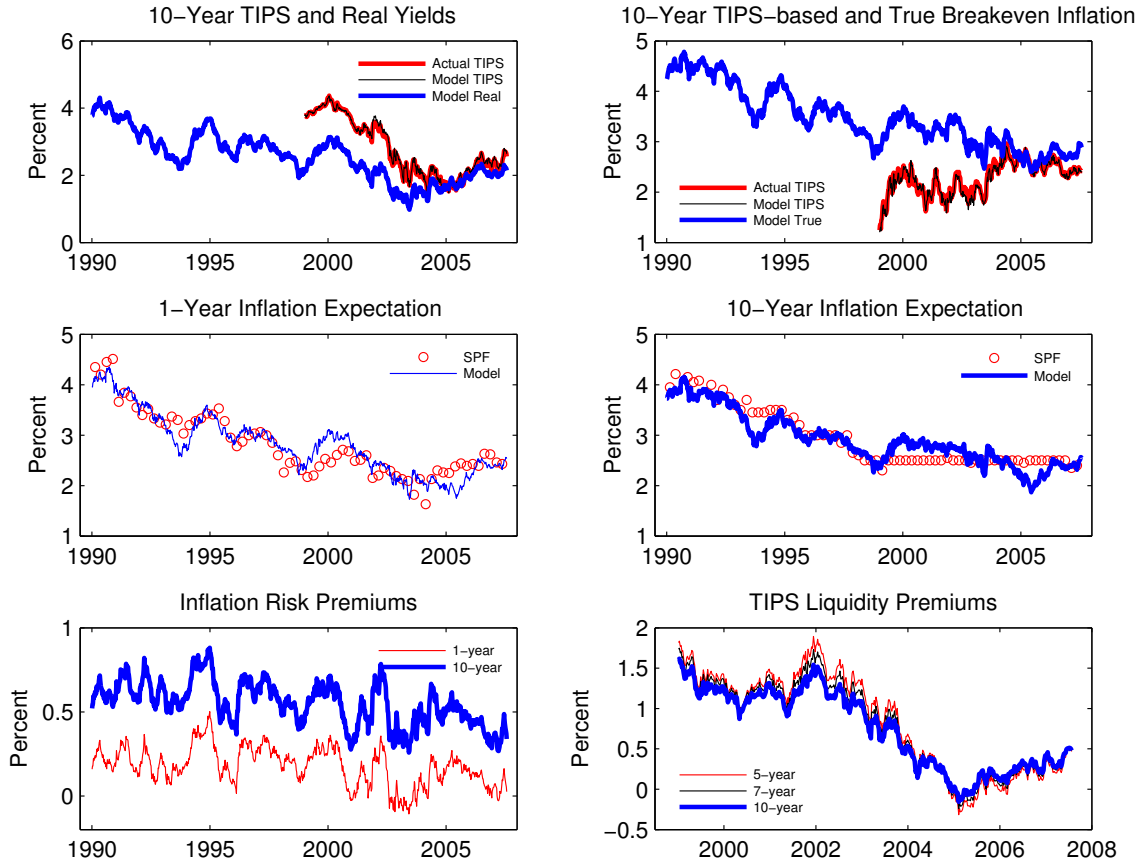 10−Year TIPS and Real Yields
Percent
6
4
2
0
Actual TIPS
Model TIPS
Model Real
1990 1995 2000 2005
10−Year TIPS−based and True Breakeven Inflation
Percent
5
4
3
2
1
Actual TIPS
Model TIPS
Model True
1990 1995 2000 2005
1−Year Inflation Expectation
Percent
5
4
3
2
1
SPF
Model
1990 1995 2000 2005
10−Year Inflation Expectation
Percent
5
4
3
2
1
SPF
Model
1990 1995 2000 2005
Inflation Risk Premiums
Percent
1
0.5
0
1−year
10−year
1990 1995 2000 2005
TIPS Liquidity Premiums
Percent
2
1.5
1
0.5
0
−0.5
5−year
7−year
10−year
2000 2002 2004 2006 2008